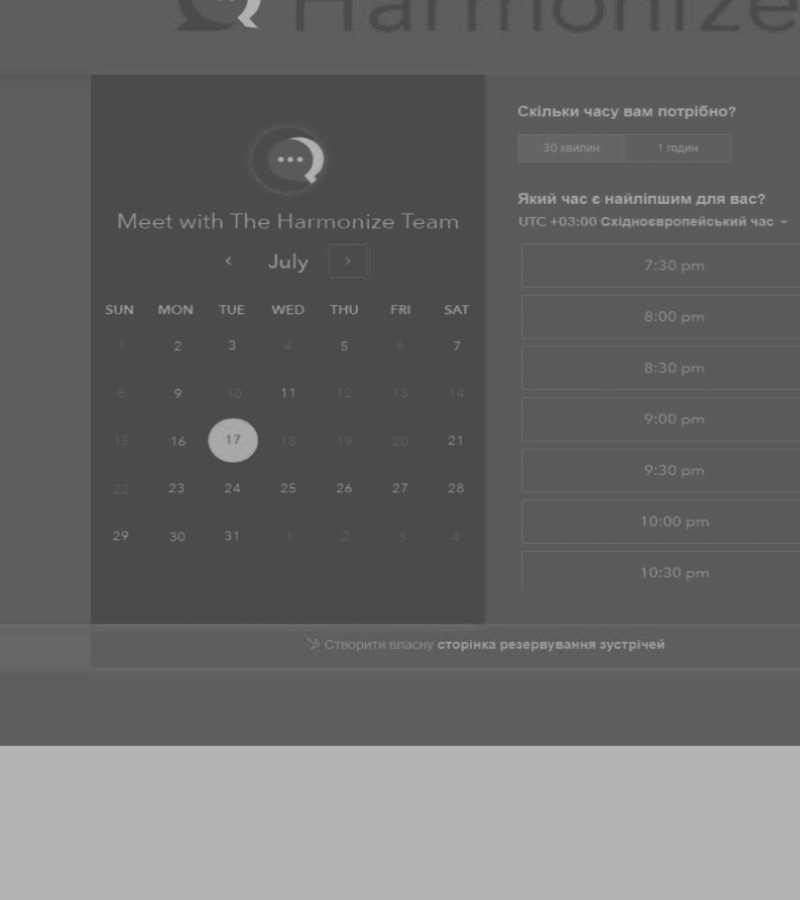 Harmonize
Meet with The Harmonize Team
July
SUN MON TUE WED THU FRI SAT
1 2 3 4 5 6 7
8 9 10 11 12 13 14
15 16 17 18 19 20 21
22 23 24 25 26 27 28
29 30 31 1 2 3 4
Скільки часу вам потрібно?
30 хвилин 1 годин
Який час є найліпшим для вас?
UTC +03:00 Східноєвропейський час
7:30 pm
8:00 pm
8:30 pm
9:00 pm
9:30 pm
10:00 pm
10:30 pm
Створити власну сторінка резервування зустрічей